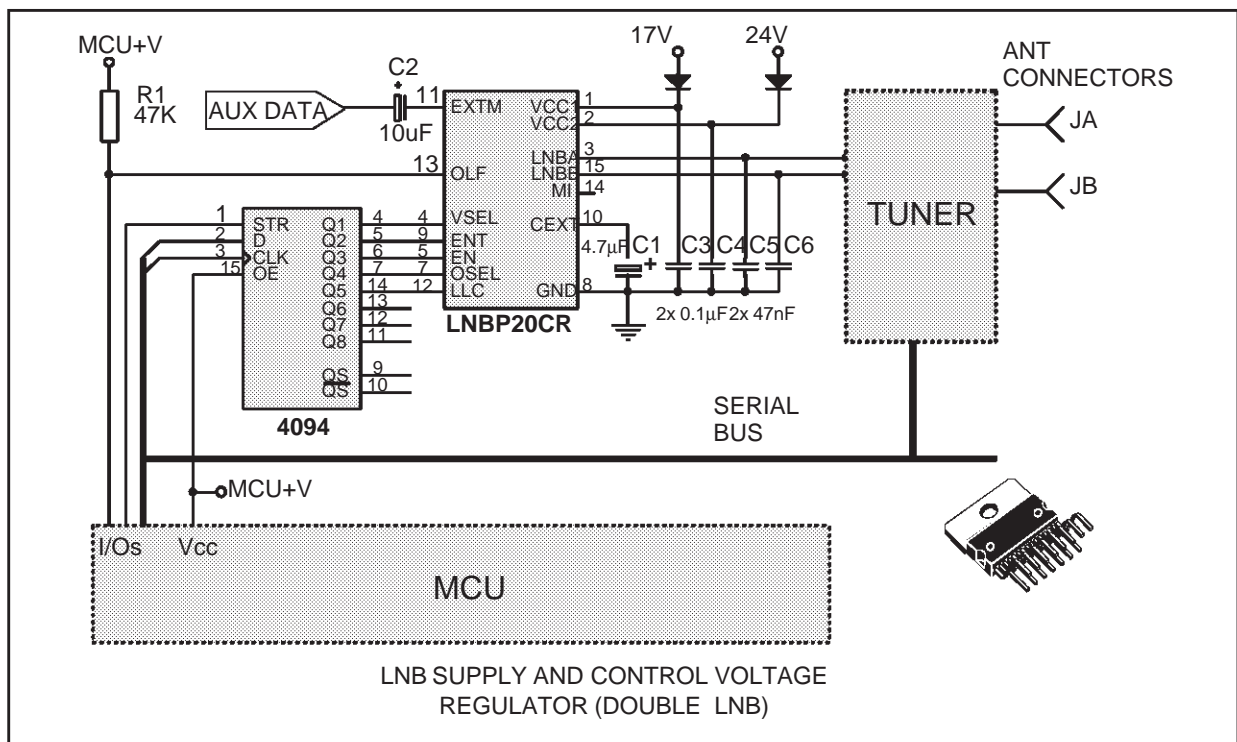 MCU+V
R1
47K
AUX DATA
C2
+
10uF
17V
24V
ANT
CONNECTORS
JA
JB
11 EXTM
13 OLF
4 VSEL
9 ENT
5 EN
7 OSEL
12 LLC
VCC1 1
VCC2 2
LNBA 3
LNBB 15
MI 14
CEXT 10
GND 8
LNBP20CR
4.7µF C1 +
C3 C4 C5 C6
2x 0.1µF 2x 47nF
TUNER
1 STR
2 D
3 CLK
15 OE
Q1 4
Q2 5
Q3 6
Q4 7
Q5 14
Q6 13
Q7 12
Q8 11
QS 9
QS 10
4094
SERIAL
BUS
MCU+V
I/Os Vcc
MCU
LNB SUPPLY AND CONTROL VOLTAGE
REGULATOR (DOUBLE LNB)